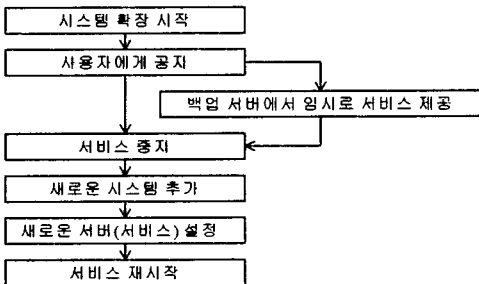 시스템 확장 시작
사용자에게 공지
백업 서버에서 임시로 서비스 제공
서비스 중지
새로운 시스템 추가
새로운 서버(서비스) 설정
서비스 재시작